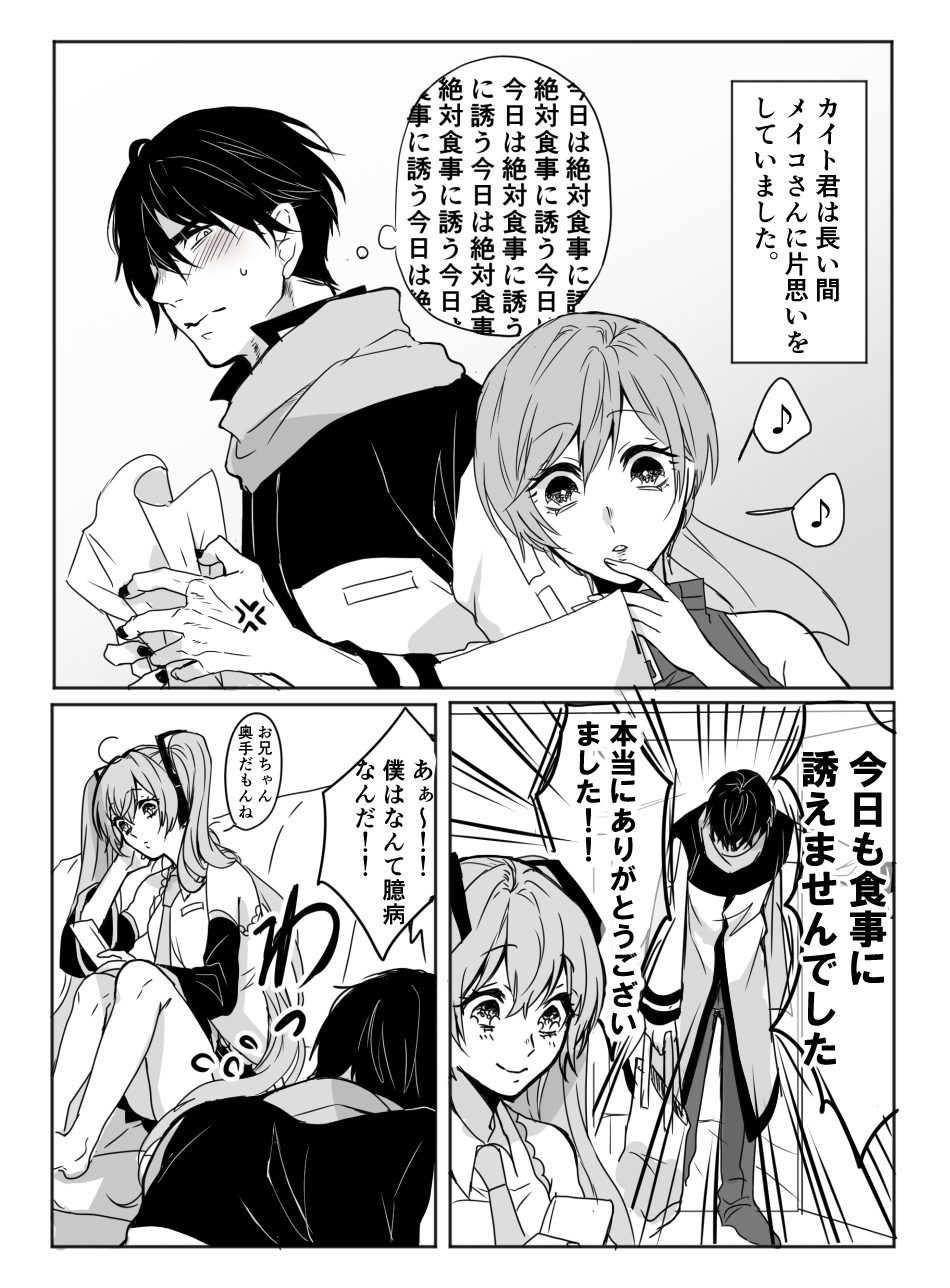 カイト君は長い間
メイコさんに片思いを
していました。
今日は絶対食事に誘
絶対食事に誘う今日
今日は絶対食事に誘う
に誘う今日は絶対食事
絶対食事に誘う今日は
食事に誘う今日は絶
♪
♪
今日も食事に
誘えませんでした
本当にありがとうござい
ました!!
あぁ〜!!
僕はなんて臆病
なんだ!!
お兄ちゃん
奥手だもんね
わっ